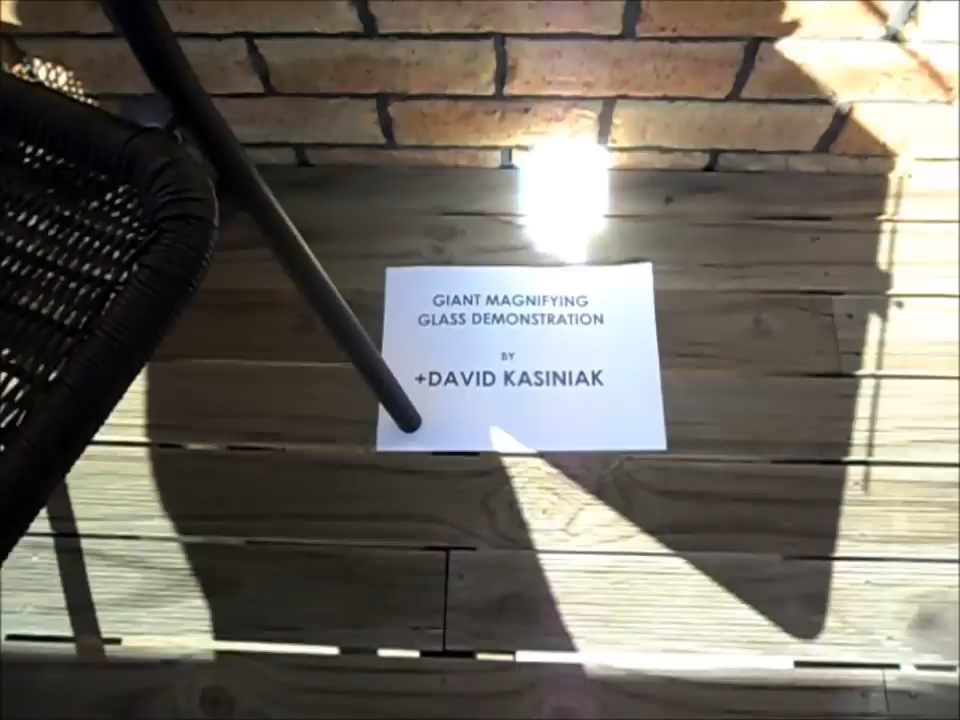 GIANT MAGNIFYING
GLASS DEMONSTRATION
BY
+DAVID KASINIAK